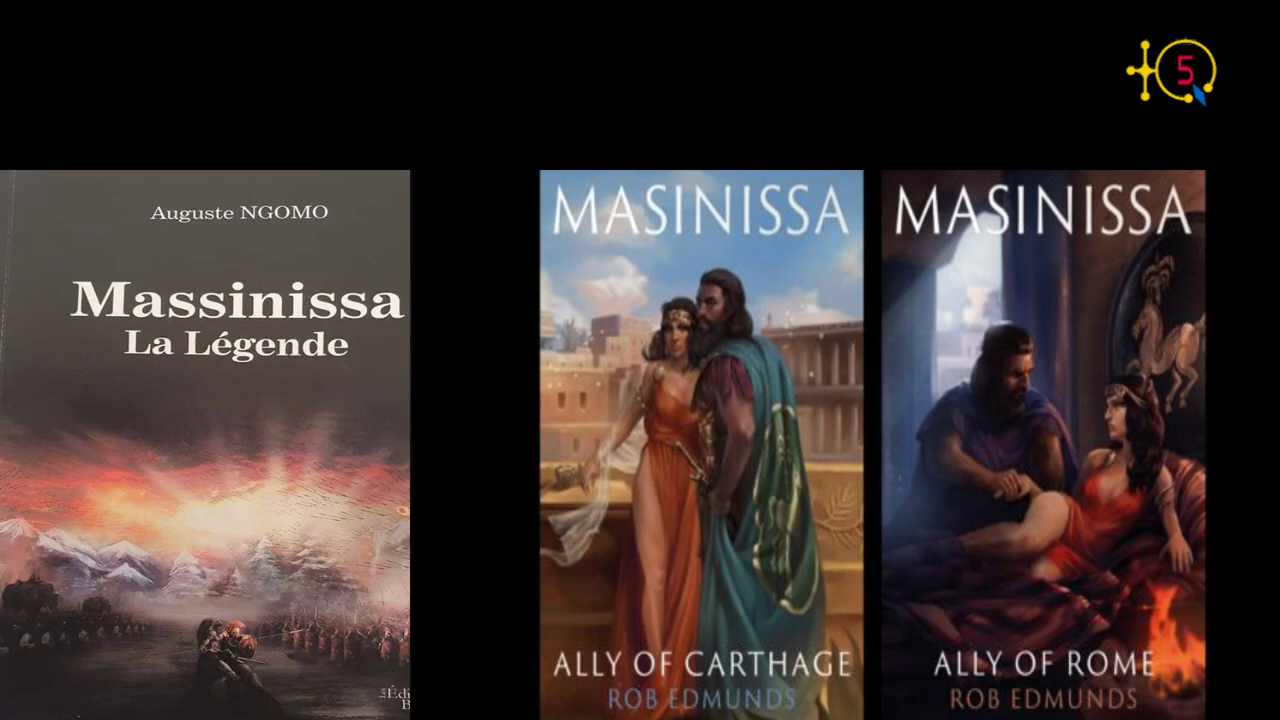 5
Auguste NGOMO
Massinissa
La Légende
MASINISSA
ALLY OF CARTHAGE
ROB EDMUNDS
MASINISSA
ALLY OF ROME
ROB EDMUNDS